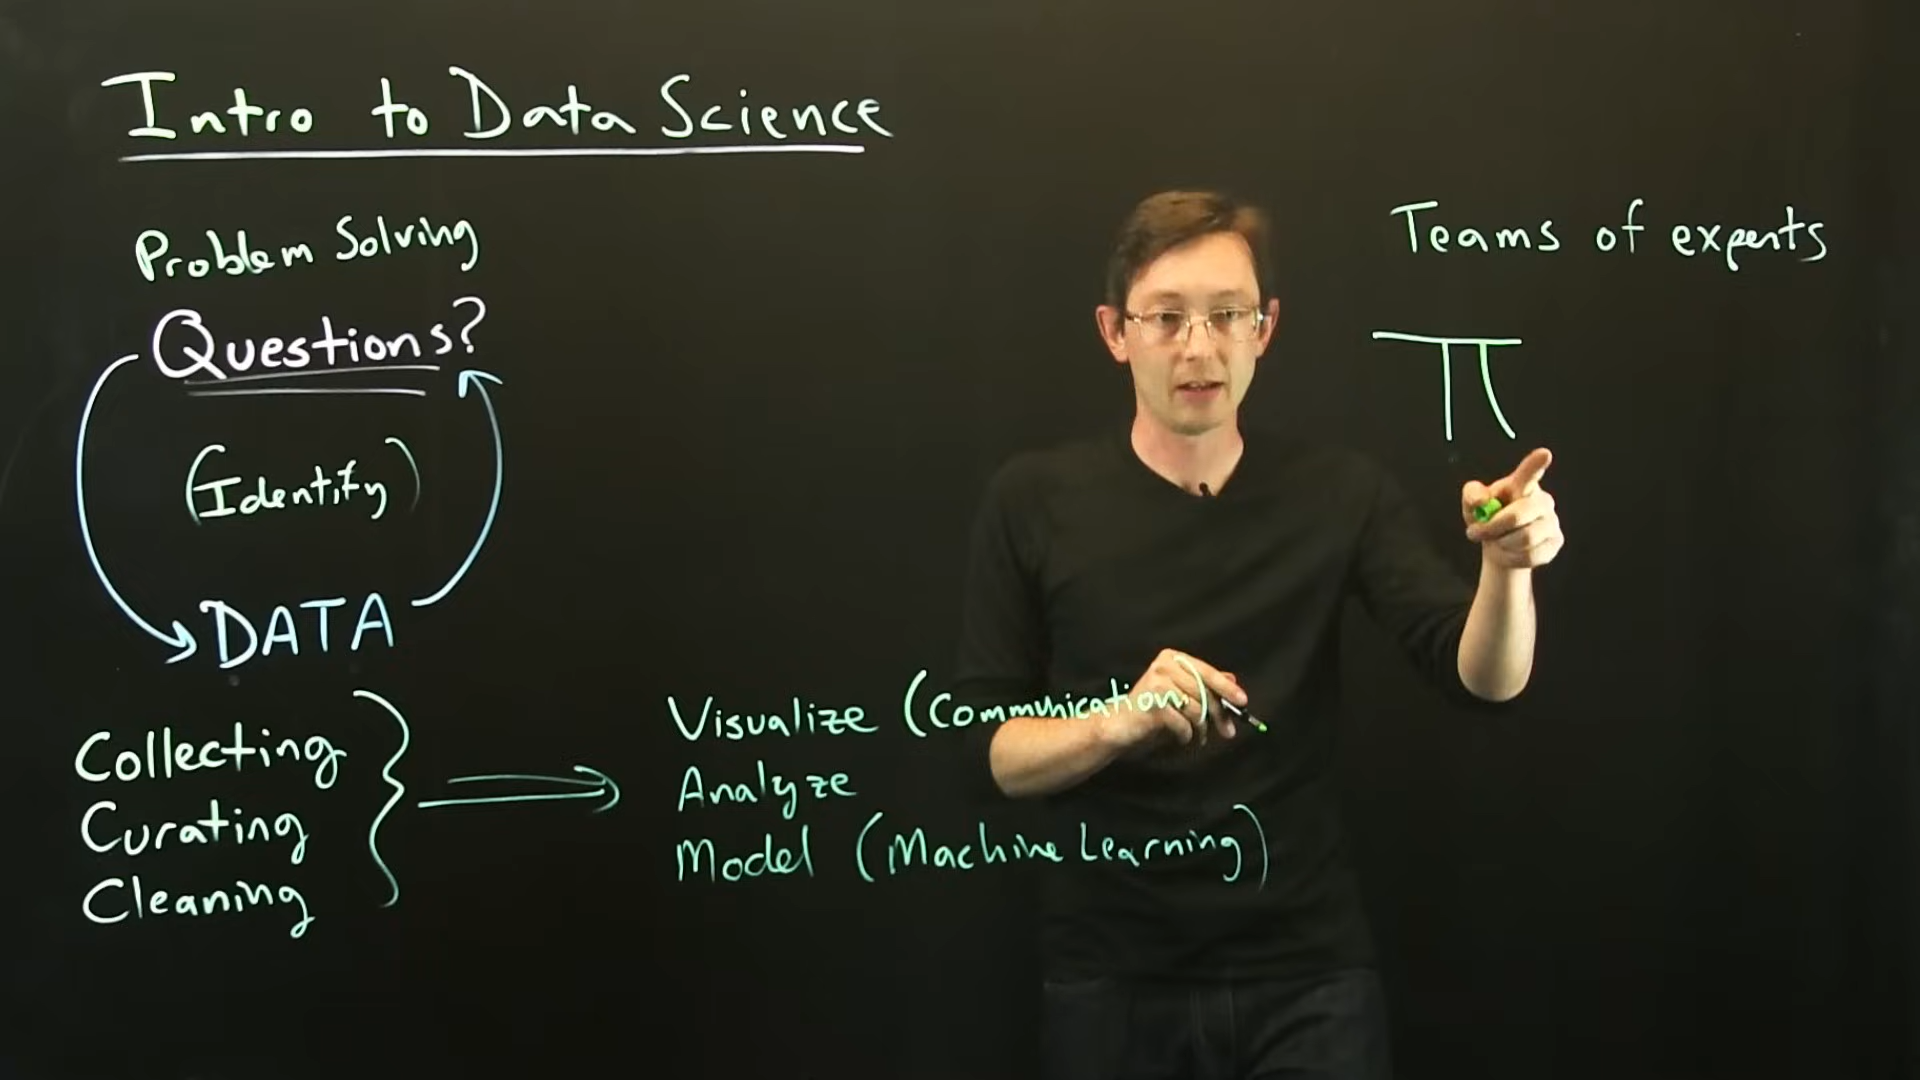 Intro to Data Science
Problem Solving
Questions?
(Identify)
DATA
Collecting
Curating
Cleaning
Visualize (Communication)
Analyze
Model (Machine Learning)
Teams of experts
π